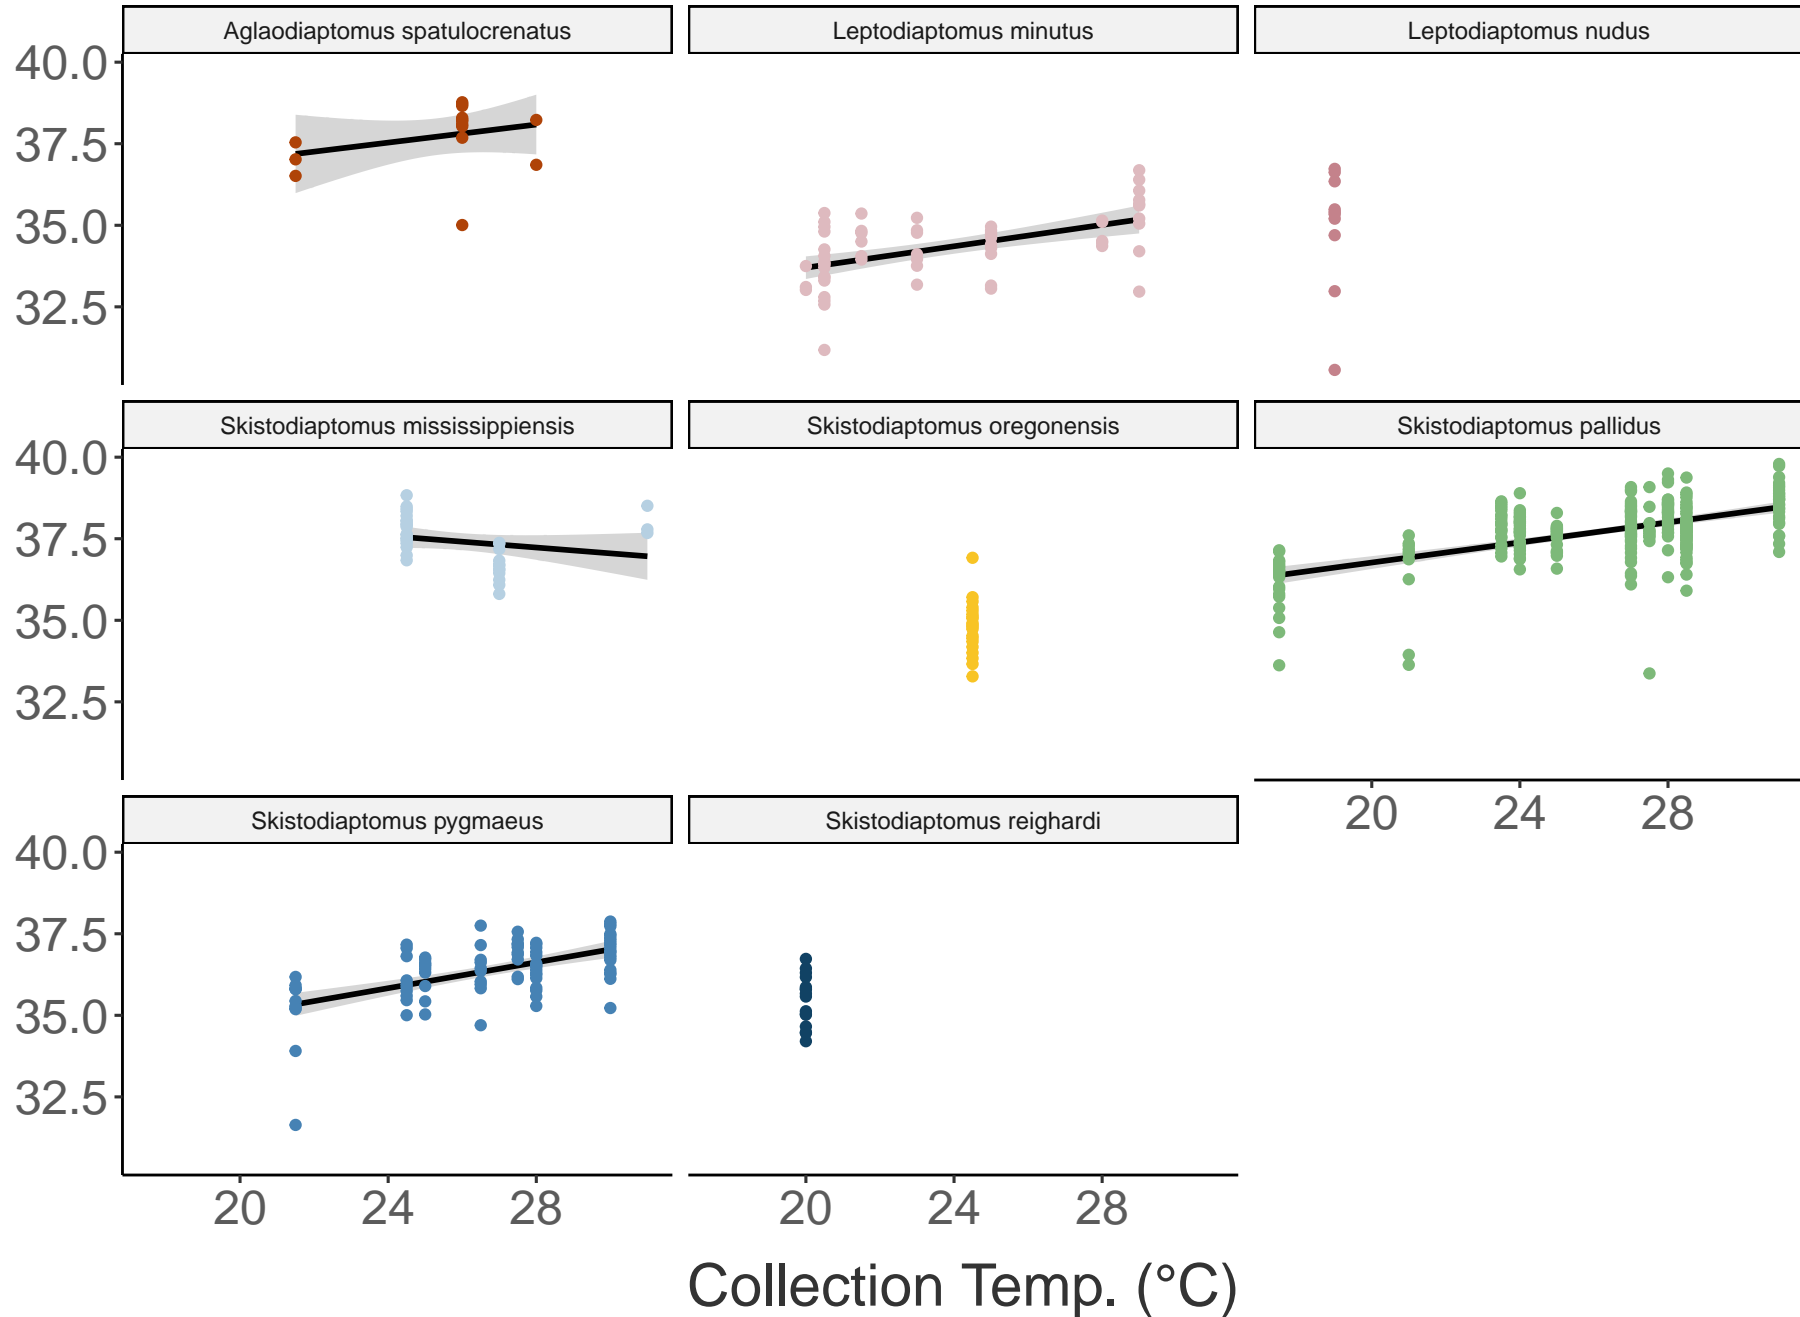 Aglaodiaptomus spatulocrenatus
Leptodiaptomus minutus
Leptodiaptomus nudus
40.0
37.5
35.0
32.5
Skistodiaptomus mississippiensis
Skistodiaptomus oregonensis
Skistodiaptomus pallidus
40.0
37.5
35.0
32.5
20 24 28
Skistodiaptomus pygmaeus
Skistodiaptomus reighardi
40.0
37.5
35.0
32.5
20 24 28
20 24 28
Collection Temp. (°C)